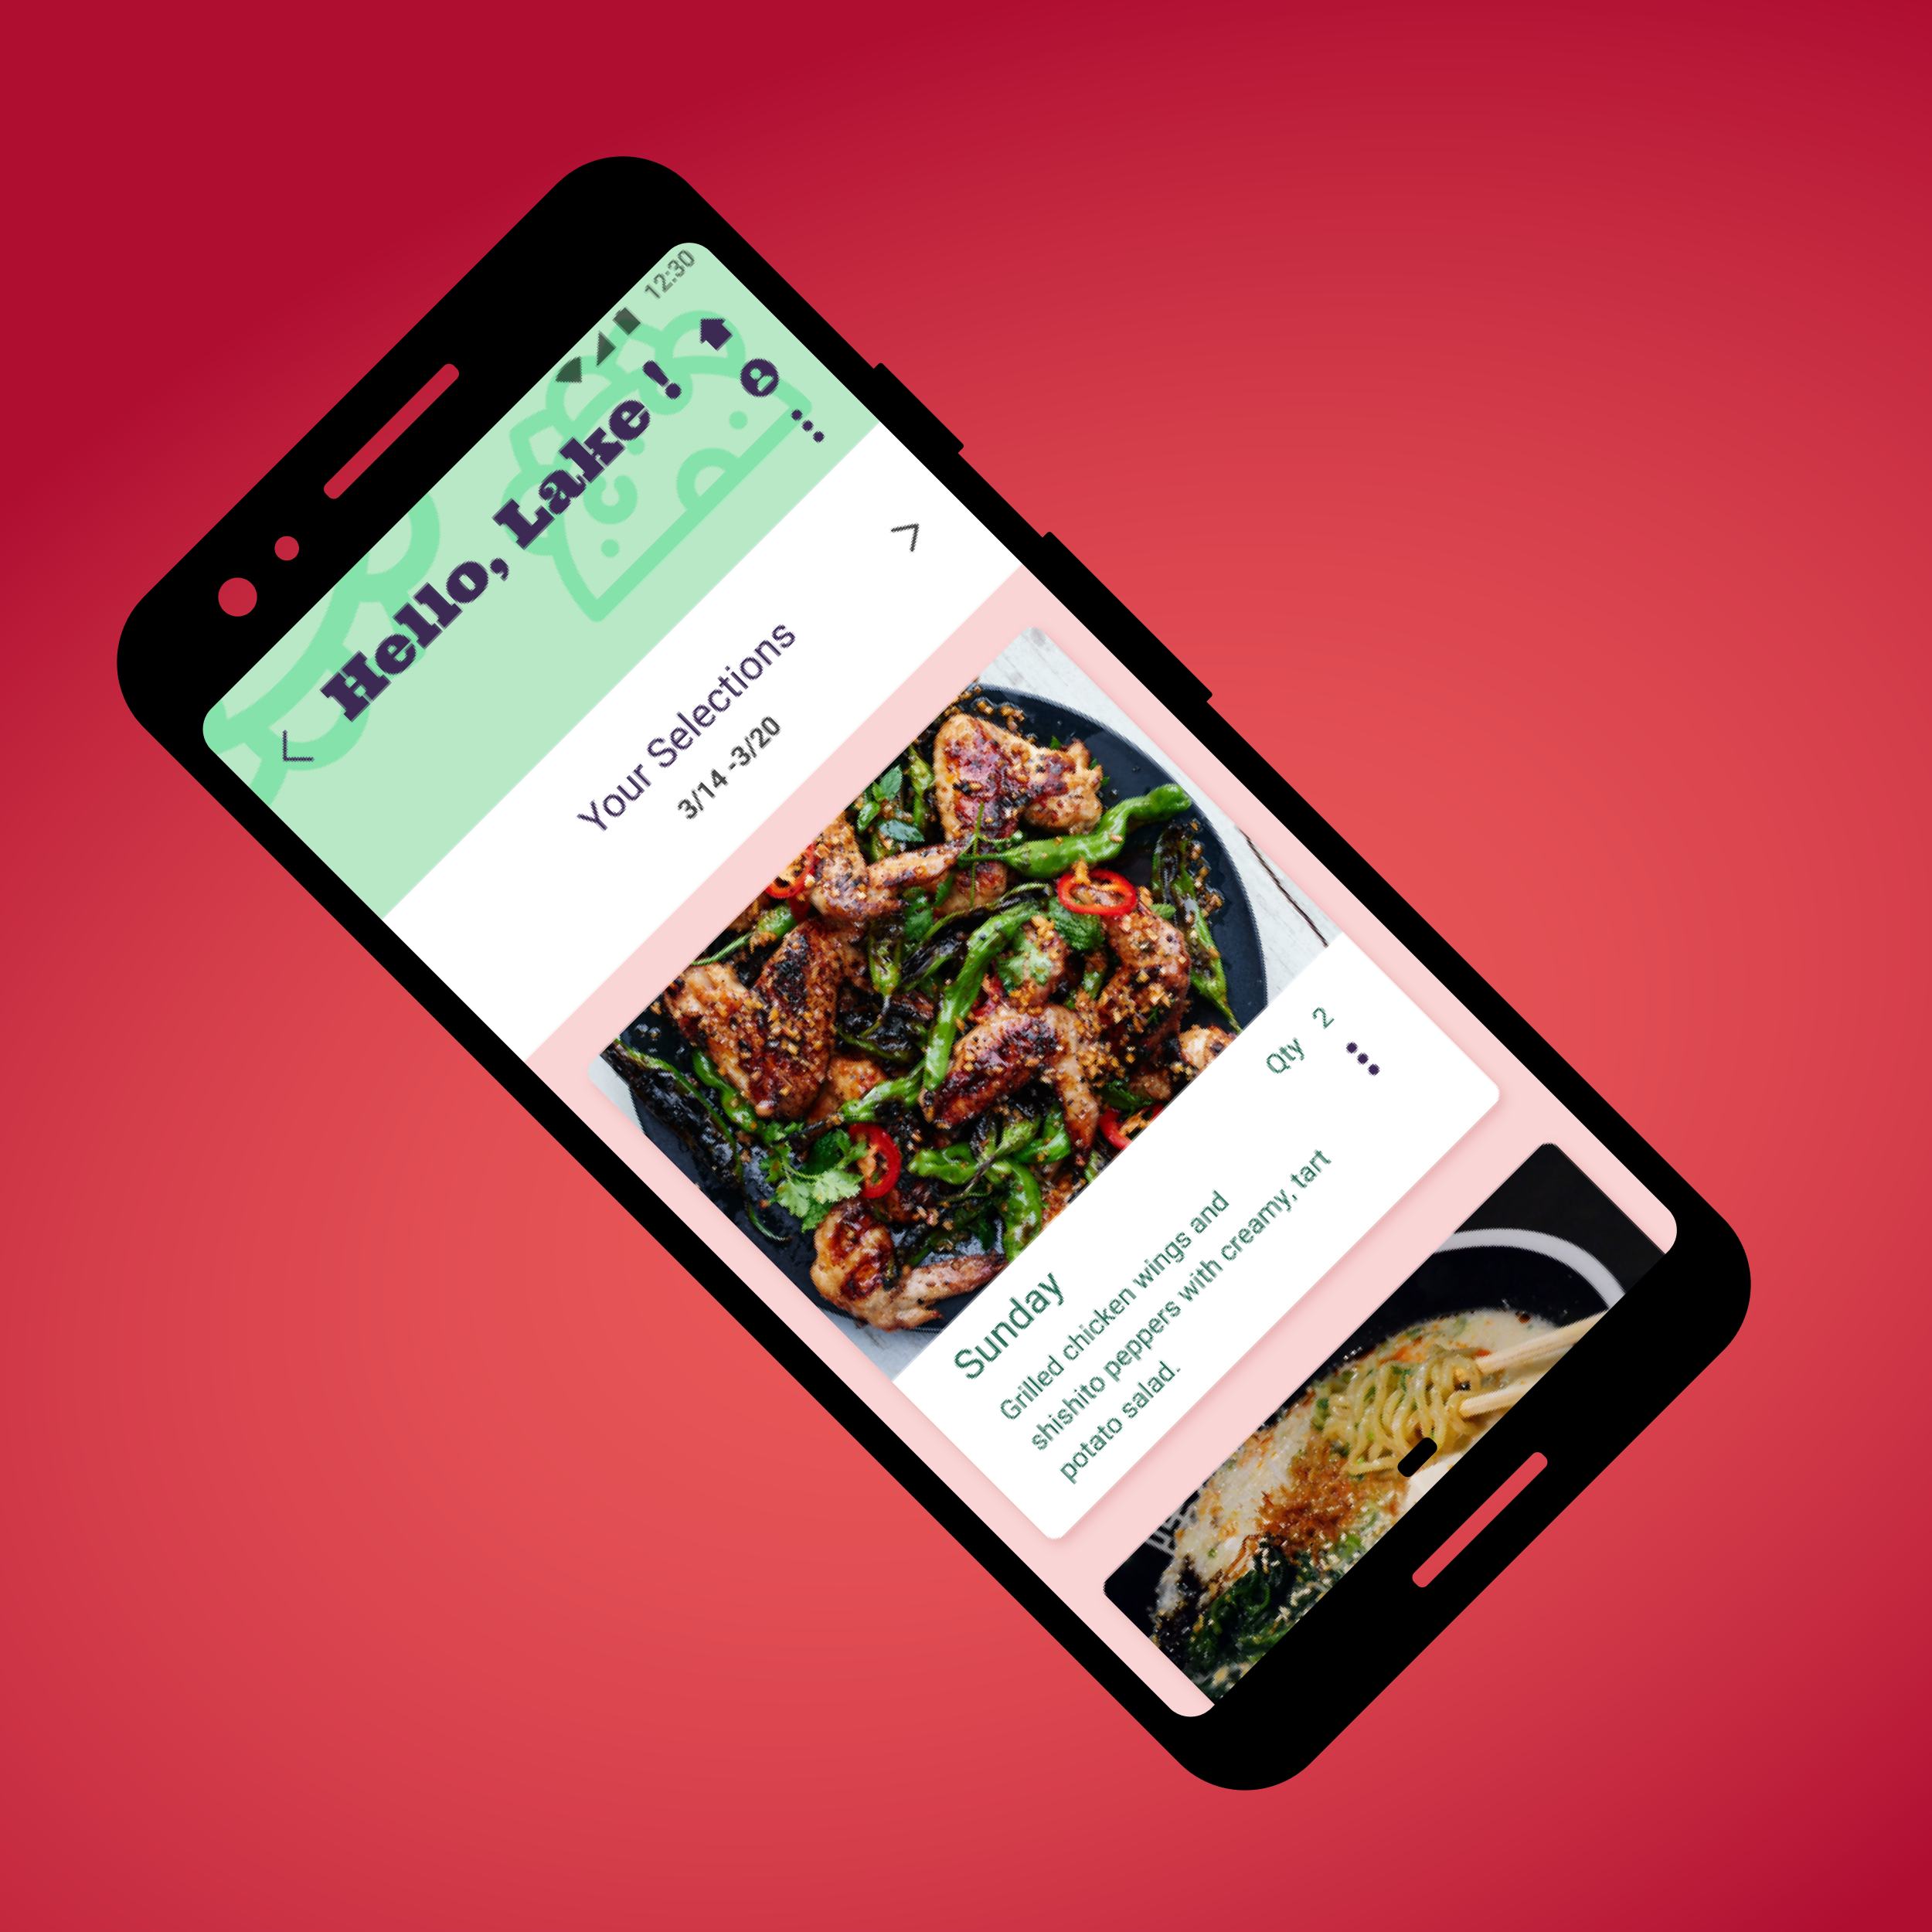 12:30
Hello, Lake!
Your Selections
3/14 -3/20
Qty 2
Sunday
Grilled chicken wings and
shishito peppers with creamy, tart
potato salad.